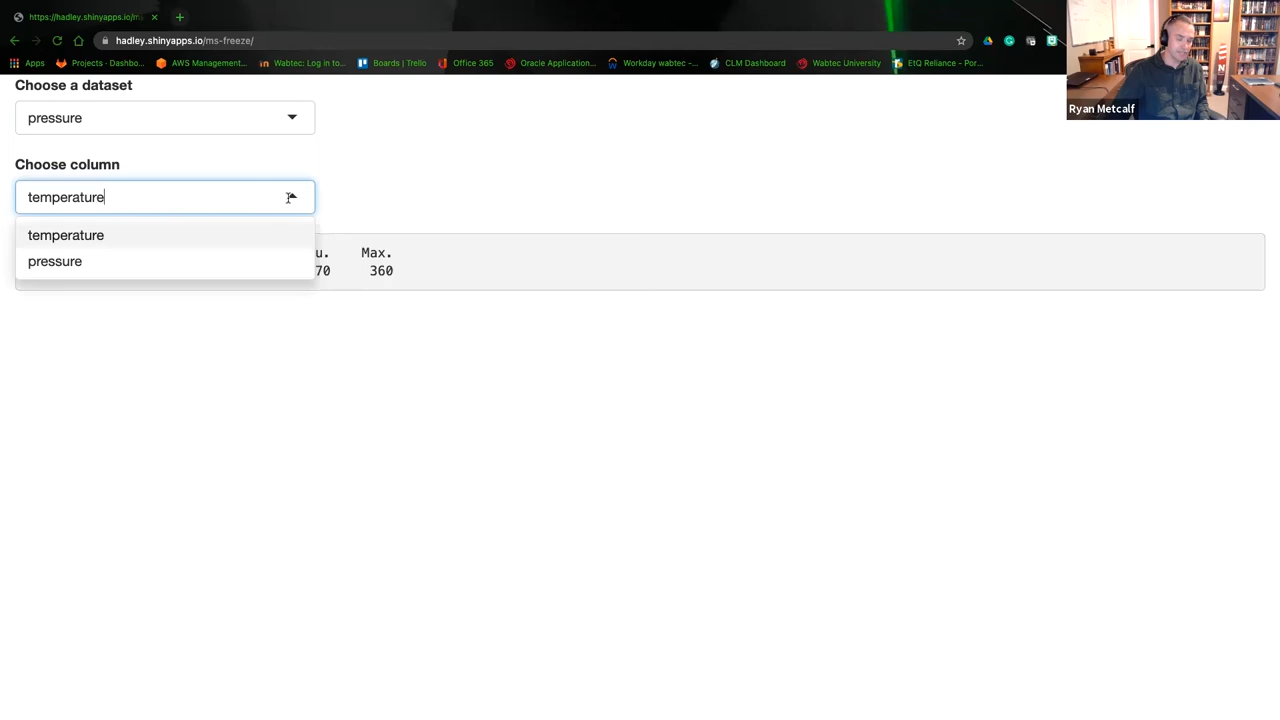 https://hadley.shinyapps.io/m
hadley.shinyapps.io/ms-freeze/
Apps
Projects · Dashbo...
AWS Management...
Wabtec: Log in to...
Boards | Trello
Office 365
Oracle Application...
Workday wabtec -...
CLM Dashboard
Wabtec University
EtQ Reliance - Por...
Ryan Metcalf
Choose a dataset
pressure
Choose column
temperature
temperature
pressure
u. Max.
70 360